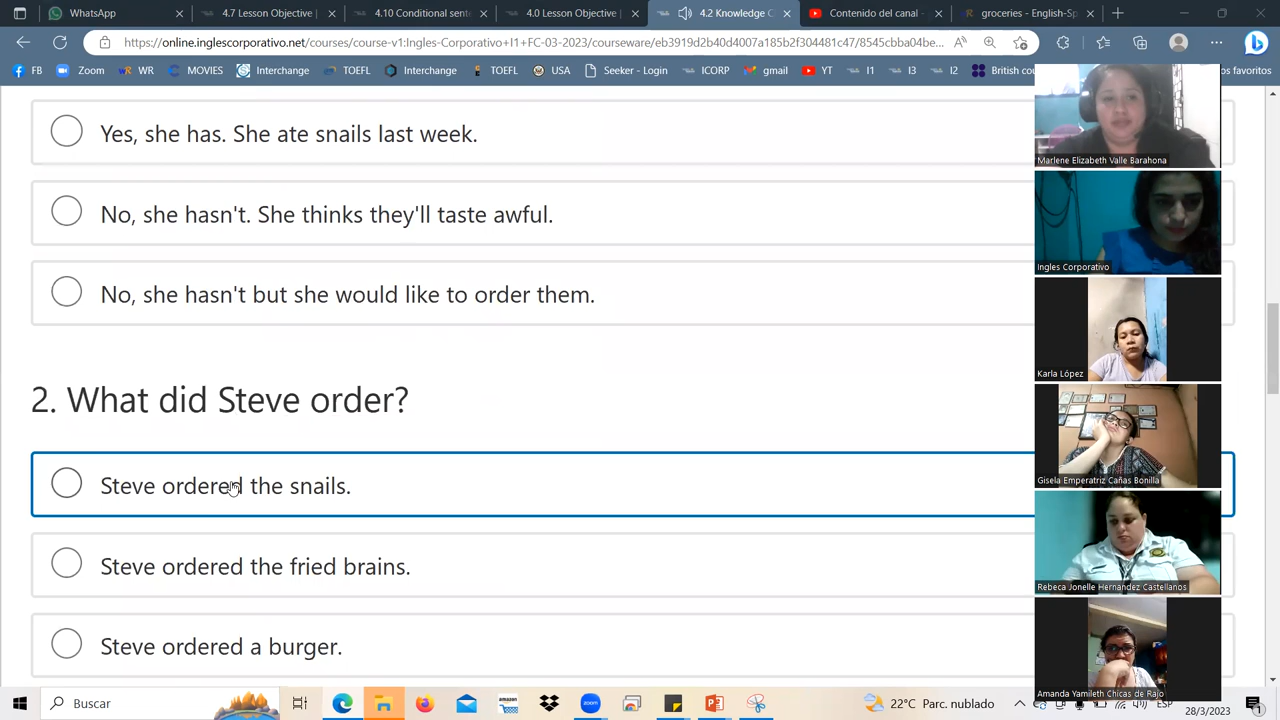 WhatsApp
4.7 Lesson Objective
4.10 Conditional sente
4.0 Lesson Objective
4.2 Knowledge C
Contenido del canal -
groceries - English-Sp
https://online.inglescorporativo.net/courses/course-v1:Ingles-Corporativo+I1+FC-03-2023/courseware/eb3919d2b40d4007a185b2f304481c47/8545cbba04be...
FB
Zoom
WR
MOVIES
Interchange
TOEFL
Interchange
TOEFL
USA
Seeker - Login
ICORP
gmail
YT
I1
I3
I2
British cou
os favoritos
Yes, she has. She ate snails last week.
No, she hasn't. She thinks they'll taste awful.
No, she hasn't but she would like to order them.
2. What did Steve order?
Steve ordered the snails.
Steve ordered the fried brains.
Steve ordered a burger.
Marlene Elizabeth Valle Barahona
Ingles Corporativo
Karla López
Gisela Emperatriz Cañas Bonilla
Rebeca Jonelle Hernandez Castellanos
Amanda Yamileth Chicas de Rajo
Buscar
22°C Parc. nublado
ESP
28/3/2023